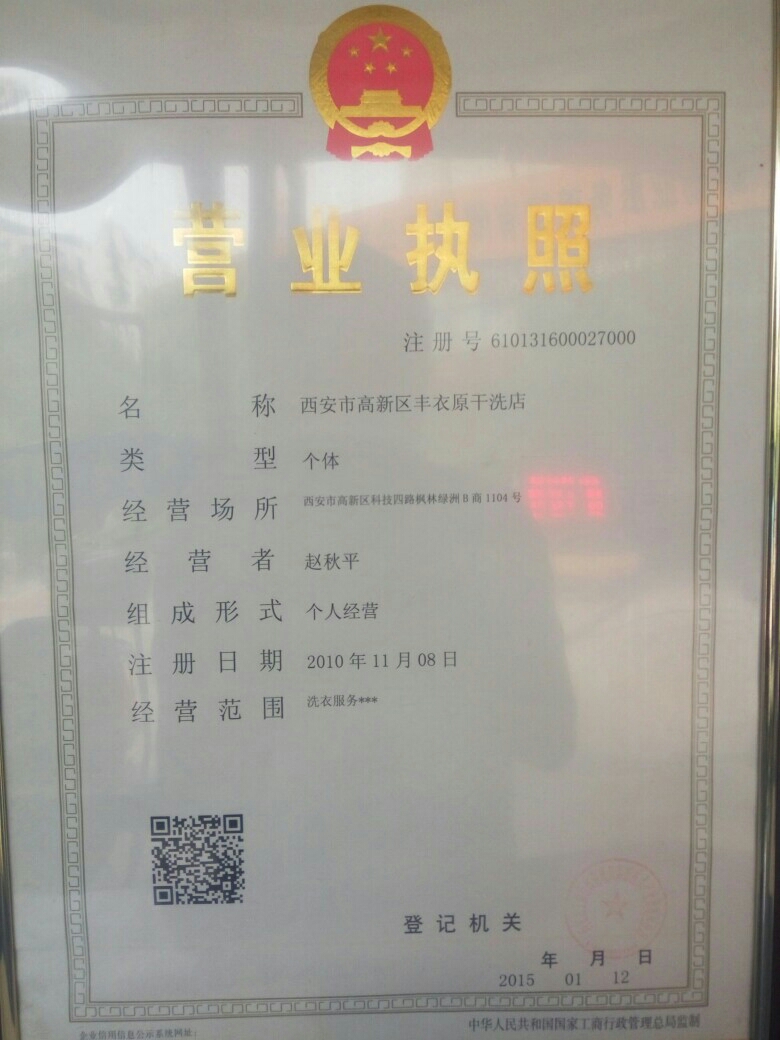 营业执照
注册号 610131600027000
名称 西安市高新区丰衣原干洗店
类型 个体
经营场所 西安市高新区科技四路枫林绿洲B商1104号
经营者 赵秋平
组成形式 个人经营
注册日期 2010年11月08日
经营范围 洗衣服务***
登记机关
年 月 日
2015 01 12
企业信用信息公示系统网址：
中华人民共和国国家工商行政管理总局监制